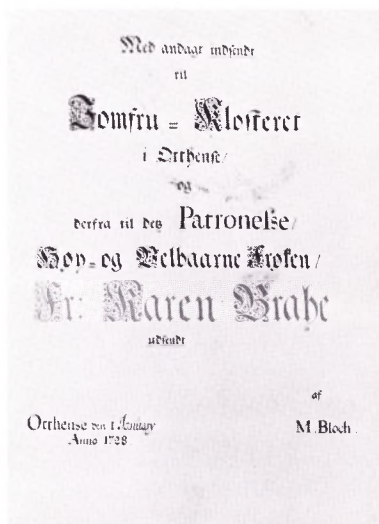 Med andagt indsendt
til
Jomfru = Klosteret
i Otthense/
og
derfra til dets Patronesse/
Høy-og Velbaarne Frøken/
Fr: Karen Brahe
udsendt
af
Otthense den 1 January M. Bloch.
Anno 1728